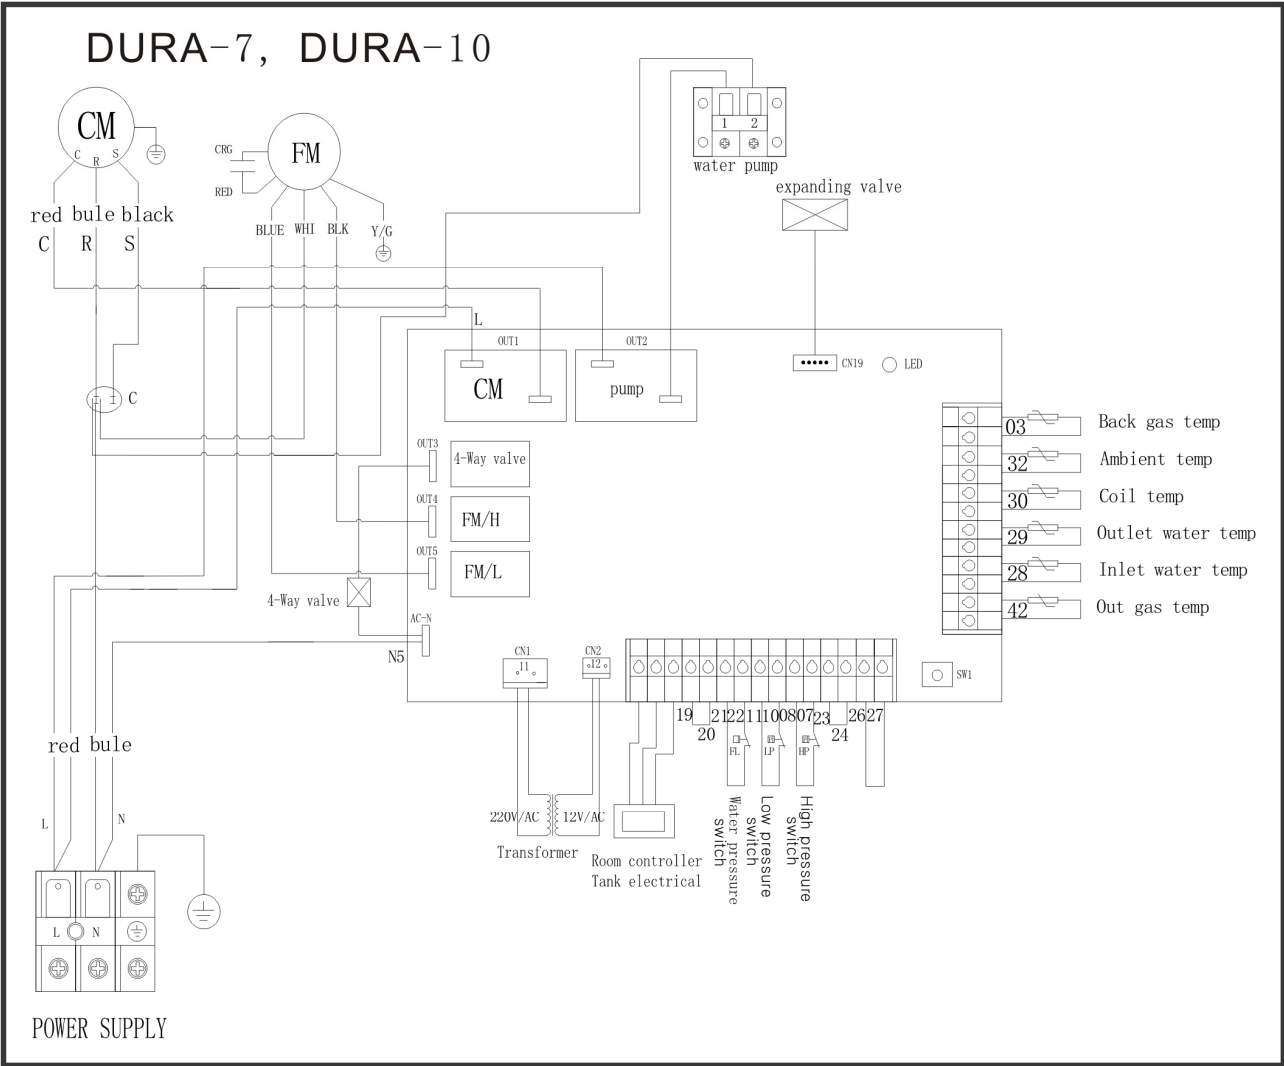 DURA-7, DURA-10
CM
C R S
FM
CRG
RED
red bule black
C R S
BLUE WHI BLK Y/G
1 2
water pump
expanding valve
L
OUT1
OUT2
CM
pump
CN19
LED
C
OUT3
4-Way valve
OUT4
FM/H
OUT5
FM/L
4-Way valve
AC-N
N5
03 Back gas temp
32 Ambient temp
30 Coil temp
29 Outlet water temp
28 Inlet water temp
42 Out gas temp
CN1
11
CN2
12
SW1
19 20 21 22 11 10 08 07 23 24 26 27
FL
LP
HP
220V/AC
12V/AC
Transformer
Room controller
Tank electrical
Water pressure
switch
Low pressure
switch
High pressure
switch
red bule
L
N
L N
POWER SUPPLY